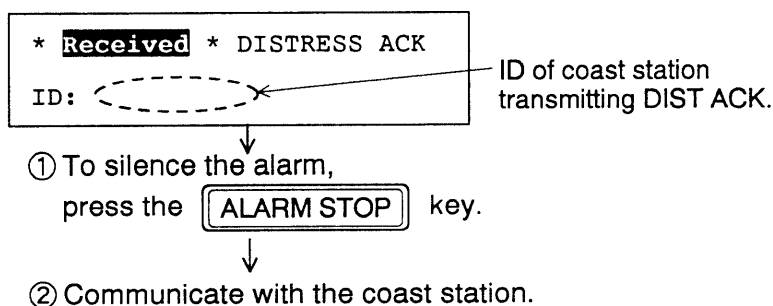 * Received * DISTRESS ACK
ID:
ID of coast station
transmitting DIST ACK.
① To silence the alarm,
press the ALARM STOP key.
② Communicate with the coast station.